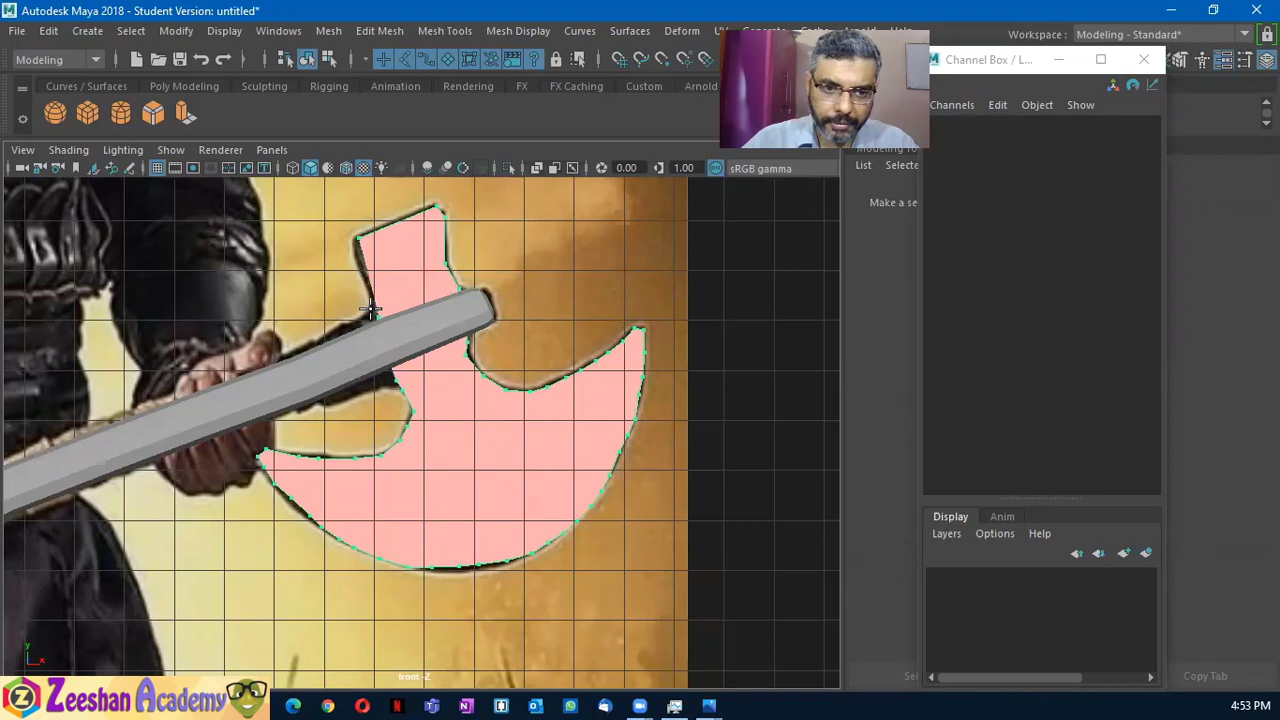 Autodesk Maya 2018 - Student Version: untitled*
File Edit Create Select Modify Display Windows Mesh Edit Mesh Mesh Tools Mesh Display Curves Surfaces Deform
Workspace : Modeling - Standard*
Modeling
Channel Box / L...
Curves / Surfaces Poly Modeling Sculpting Rigging Animation Rendering FX FX Caching Custom Arnold
Channels Edit Object Show
View Shading Lighting Show Renderer Panels
List Selecte
0.00 1.00 ON sRGB gamma
Make a se
Display Anim
Layers Options Help
y
x
front -Z
Copy Tab
Zeeshan Academy
4:53 PM